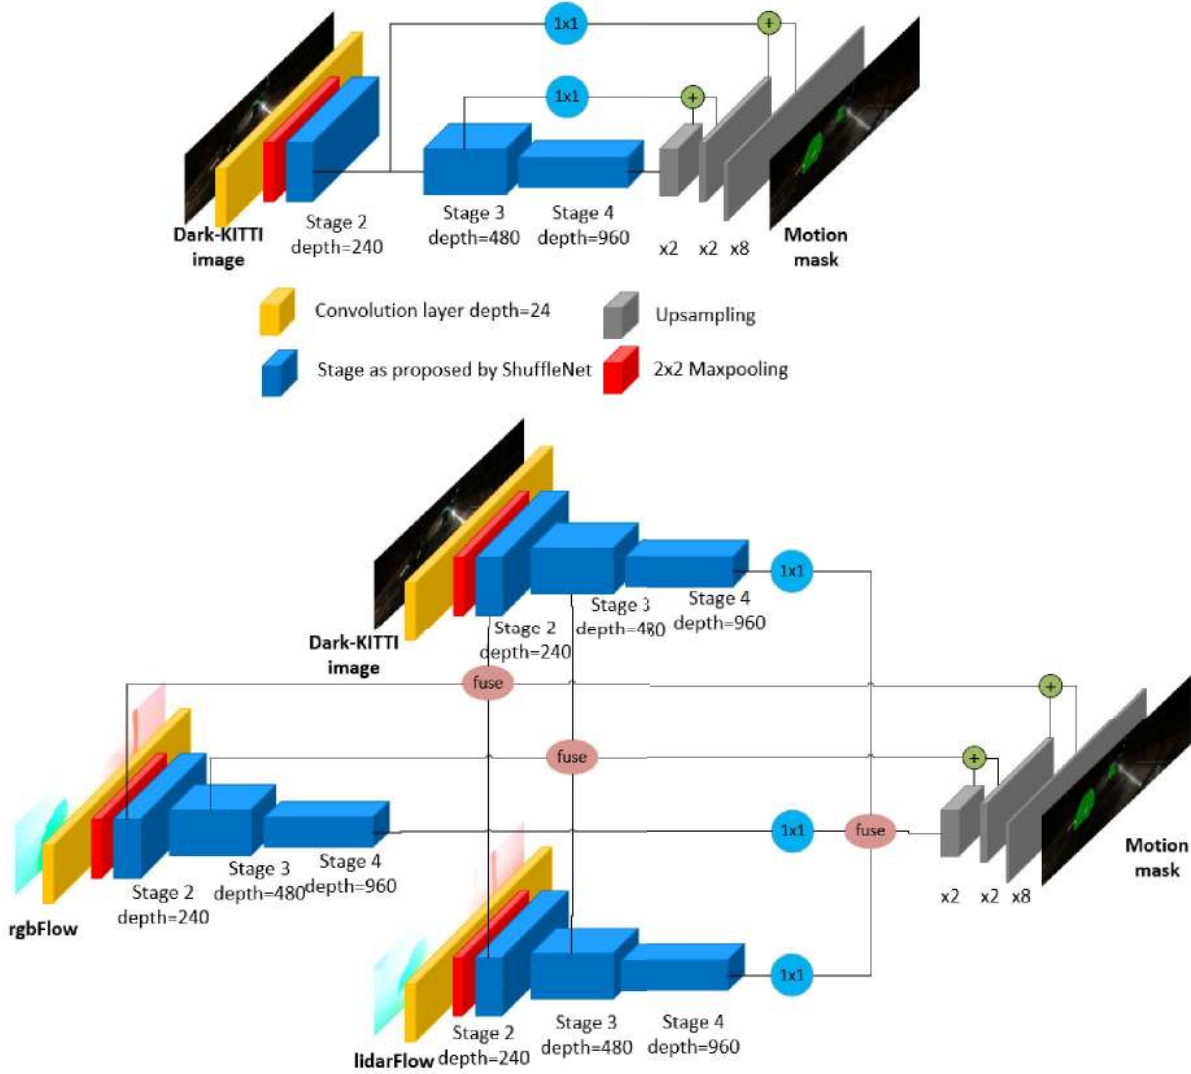 1x1
+
1x1
+
Dark-KITTI
image
Stage 2
depth=240
Stage 3
depth=480
Stage 4
depth=960
x2
x2
x8
Motion
mask
Convolution layer depth=24
Upsampling
Stage as proposed by ShuffleNet
2x2 Maxpooling
1x1
Dark-KITTI
image
Stage 2
depth=240
Stage 3
depth=480
Stage 4
depth=960
fuse
+
fuse
+
1x1
fuse
Stage 2
depth=240
Stage 3
depth=480
Stage 4
depth=960
rgbFlow
x2
x2
x8
Motion
mask
1x1
Stage 2
depth=240
Stage 3
depth=480
Stage 4
depth=960
lidarFlow